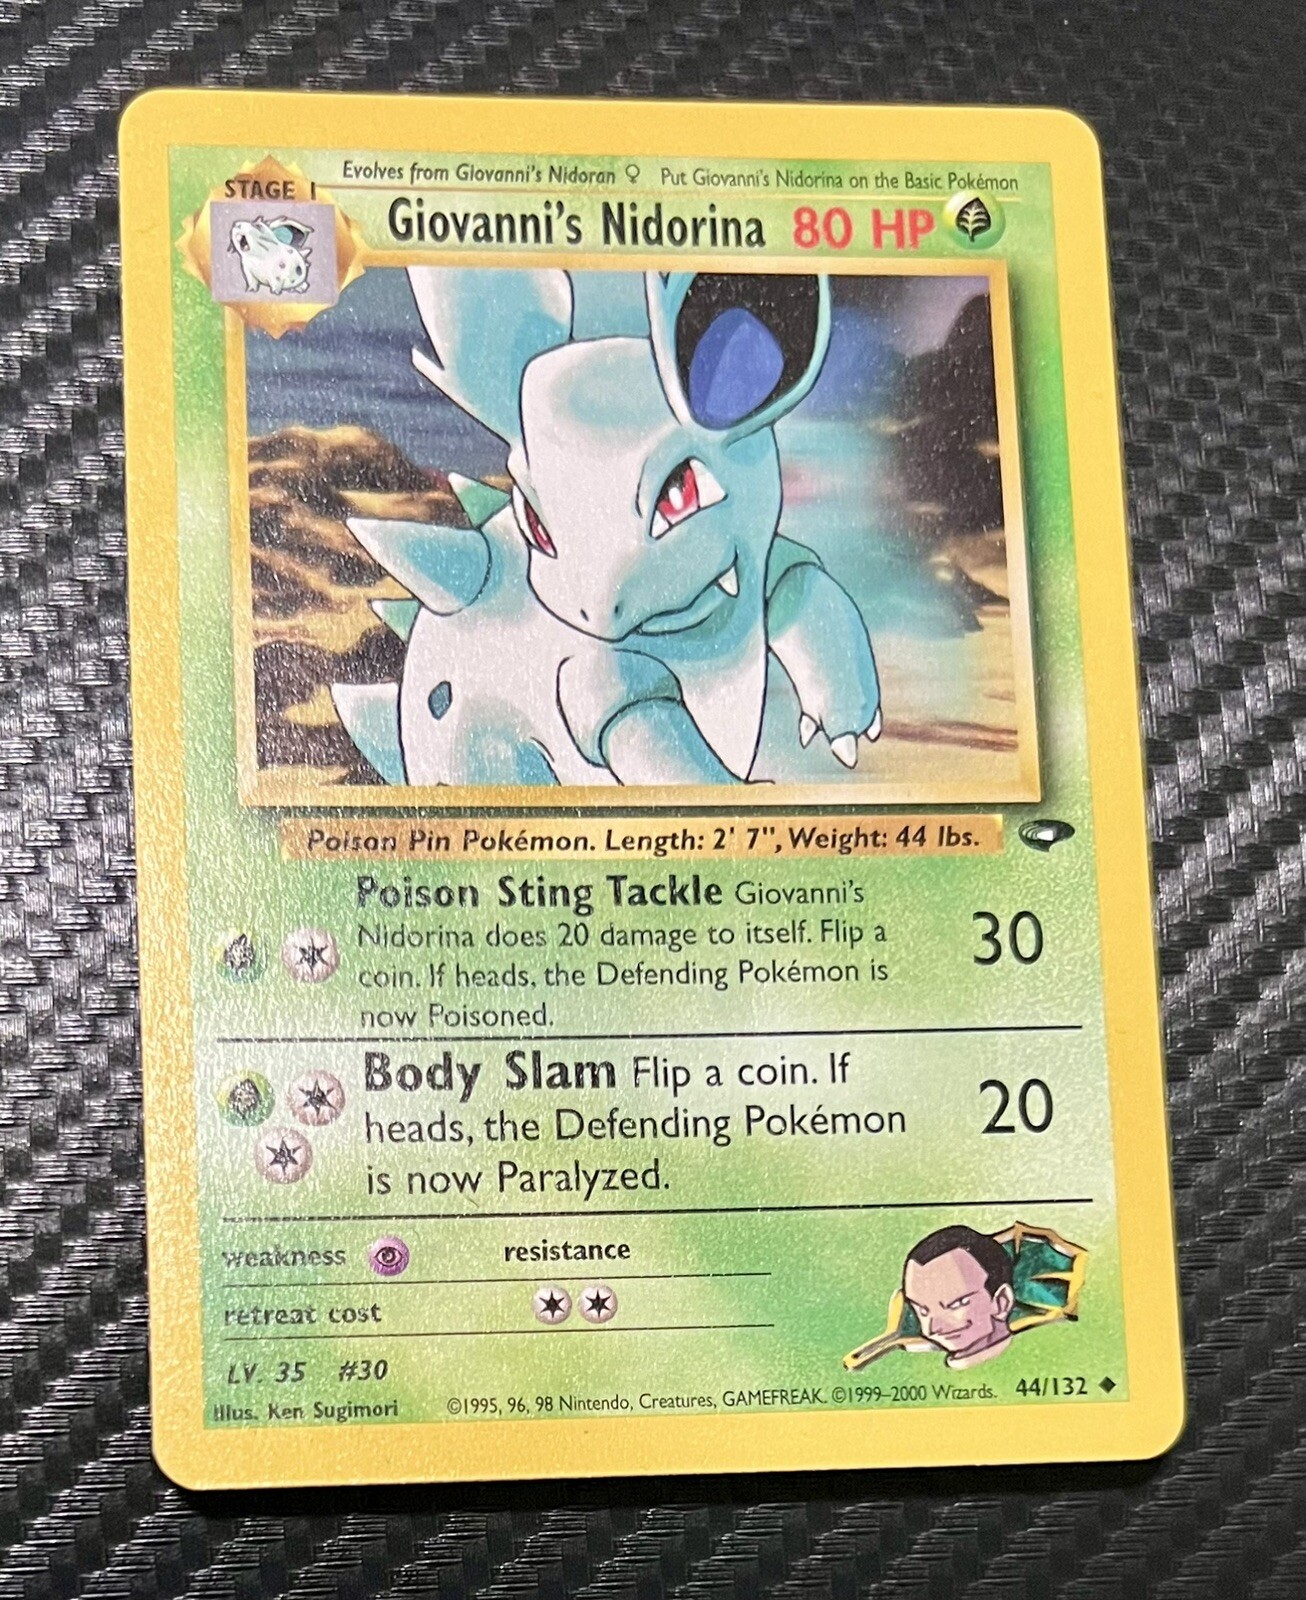 Evolves from Giovanni's Nidoran ♀ Put Giovanni's Nidorina on the Basic Pokémon
STAGE 1
Giovanni's Nidorina 80 HP
Poison Pin Pokémon. Length: 2' 7", Weight: 44 lbs.
Poison Sting Tackle Giovanni's
Nidorina does 20 damage to itself. Flip a
coin. If heads, the Defending Pokémon is
now Poisoned.
30
Body Slam Flip a coin. If
heads, the Defending Pokémon
is now Paralyzed.
20
weakness resistance
retreat cost
LV. 35 #30
Illus. Ken Sugimori ©1995, 96, 98 Nintendo, Creatures, GAMEFREAK. ©1999-2000 Wizards. 44/132 ◆